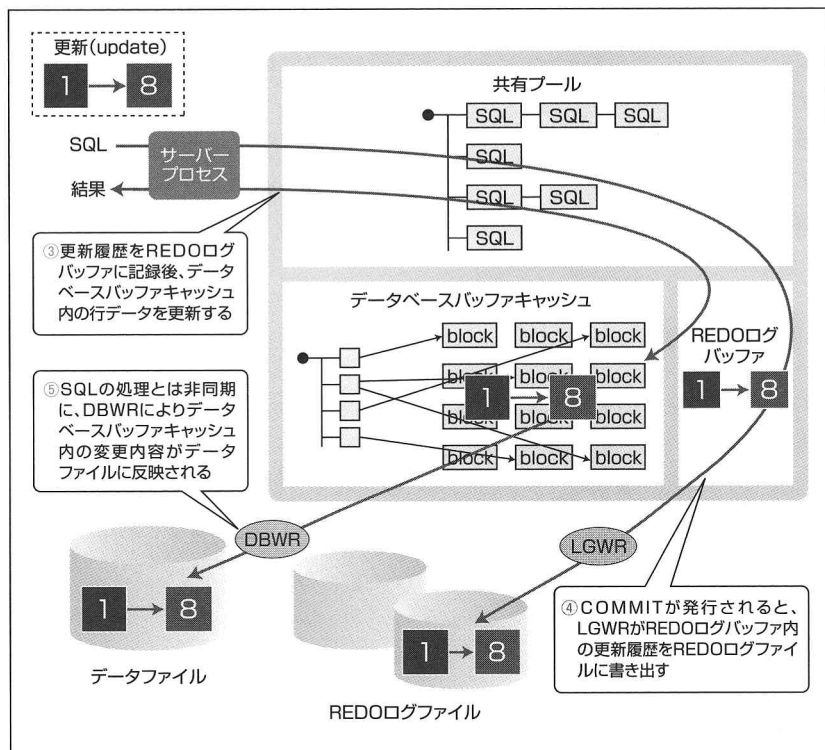 更新(update)
1 → 8
共有プール
SQL SQL SQL
SQL
SQL SQL
SQL
SQL
サーバー
プロセス
結果
③更新履歴をREDOログ
バッファに記録後、データ
ベースバッファキャッシュ
内の行データを更新する
データベースバッファキャッシュ
block block block
block block block
1 → 8
block block block
block block block
REDOログ
バッファ
1 → 8
⑤SQLの処理とは非同期
に、DBWRによりデータ
ベースバッファキャッシュ
内の変更内容がデータ
ファイルに反映される
DBWR
LGWR
1 → 8
データファイル
1 → 8
REDOログファイル
④COMMITが発行されると、
LGWRがREDOログバッファ内
の更新履歴をREDOログファイ
ルに書き出す